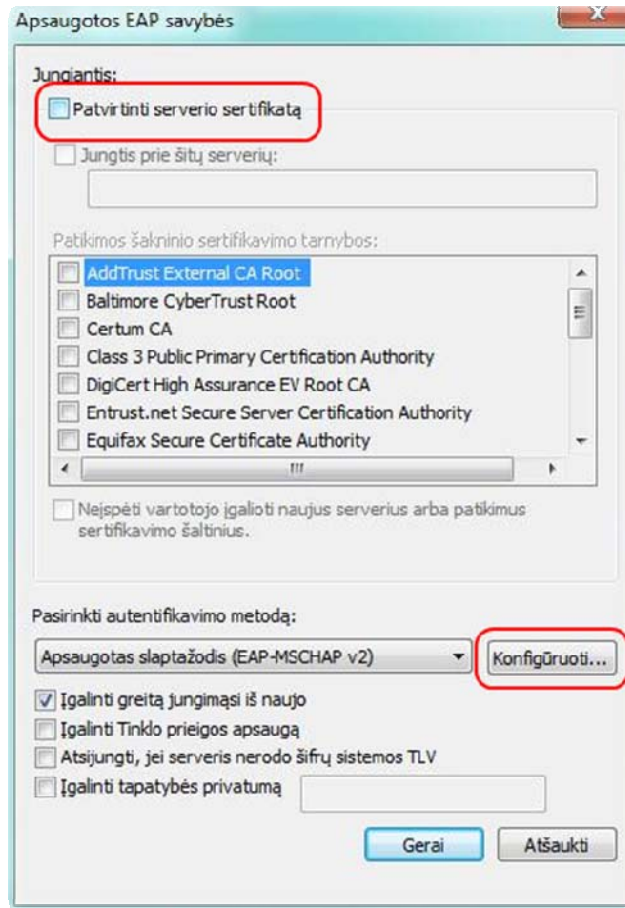 Apsaugotos EAP savybės
Jungiantis:
Patvirtinti serverio sertifikatą
Jungtis prie šitų serverių:
Patikimos šakninio sertifikavimo tarnybos:
AddTrust External CA Root
Baltimore CyberTrust Root
Certum CA
Class 3 Public Primary Certification Authority
DigiCert High Assurance EV Root CA
Entrust.net Secure Server Certification Authority
Equifax Secure Certificate Authority
Neįspėti vartotojo įgalioti naujus serverius arba patikimus
sertifikavimo šaltinius.
Pasirinkti autentifikavimo metodą:
Apsaugotas slaptažodis (EAP-MSCHAP v2)
Konfigūruoti...
Įgalinti greitą jungimąsi iš naujo
Įgalinti Tinklo prieigos apsaugą
Atsijungti, jei serveris nerodo šifrų sistemos TLV
Įgalinti tapatybės privatumą
Gerai
Atšaukti